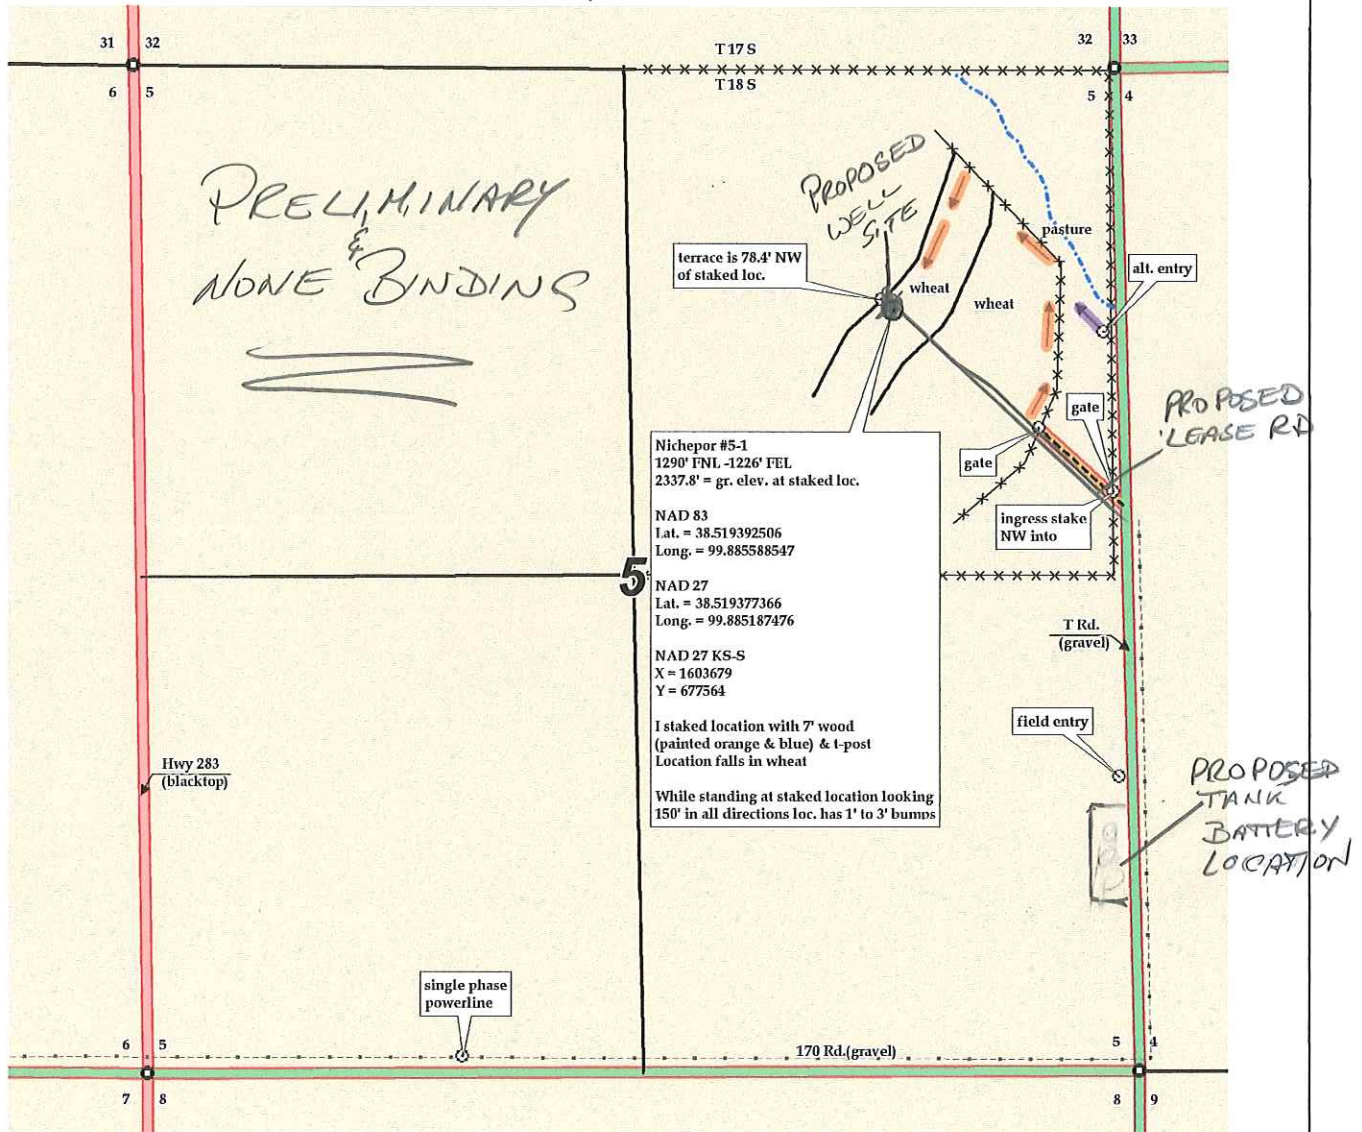 31 32
32 33
T 17 S
T 18 S
6 5
5 4
PRELIMINARY
&
NONE BINDING
PROPOSED
WELL
SITE
pasture
terrace is 78.4' NW
of staked loc.
alt. entry
wheat
wheat
PROPOSED
LEASE RD
gate
gate
ingress stake
NW into
Nichepor #5-1
1290' FNL -1226' FEL
2337.8' = gr. elev. at staked loc.
NAD 83
Lat. = 38.519392506
Long. = 99.885588547
5
NAD 27
Lat. = 38.519377366
Long. = 99.885187476
NAD 27 KS-S
X = 1603679
Y = 677564
I staked location with 7' wood
(painted orange & blue) & t-post
Location falls in wheat
While standing at staked location looking
150' in all directions loc. has 1' to 3' bumps
T Rd.
(gravel)
field entry
Hwy 283
(blacktop)
PROPOSED
TANK
BATTERY
LOCATION
single phase
powerline
170 Rd.(gravel)
6 5
5 4
7 8
8 9